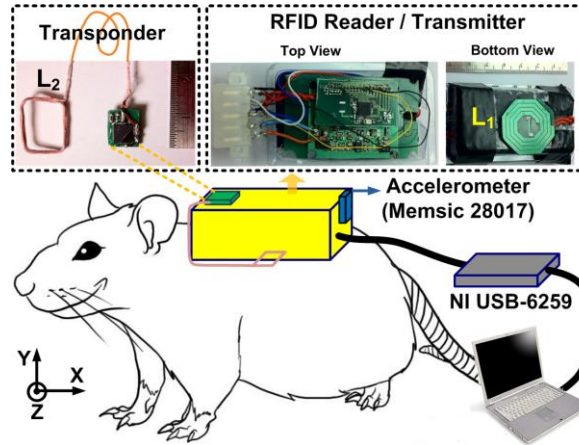 Transponder
L2
RFID Reader / Transmitter
Top View
Bottom View
L1
Accelerometer
(Memsic 28017)
NI USB-6259
Y
X
Z